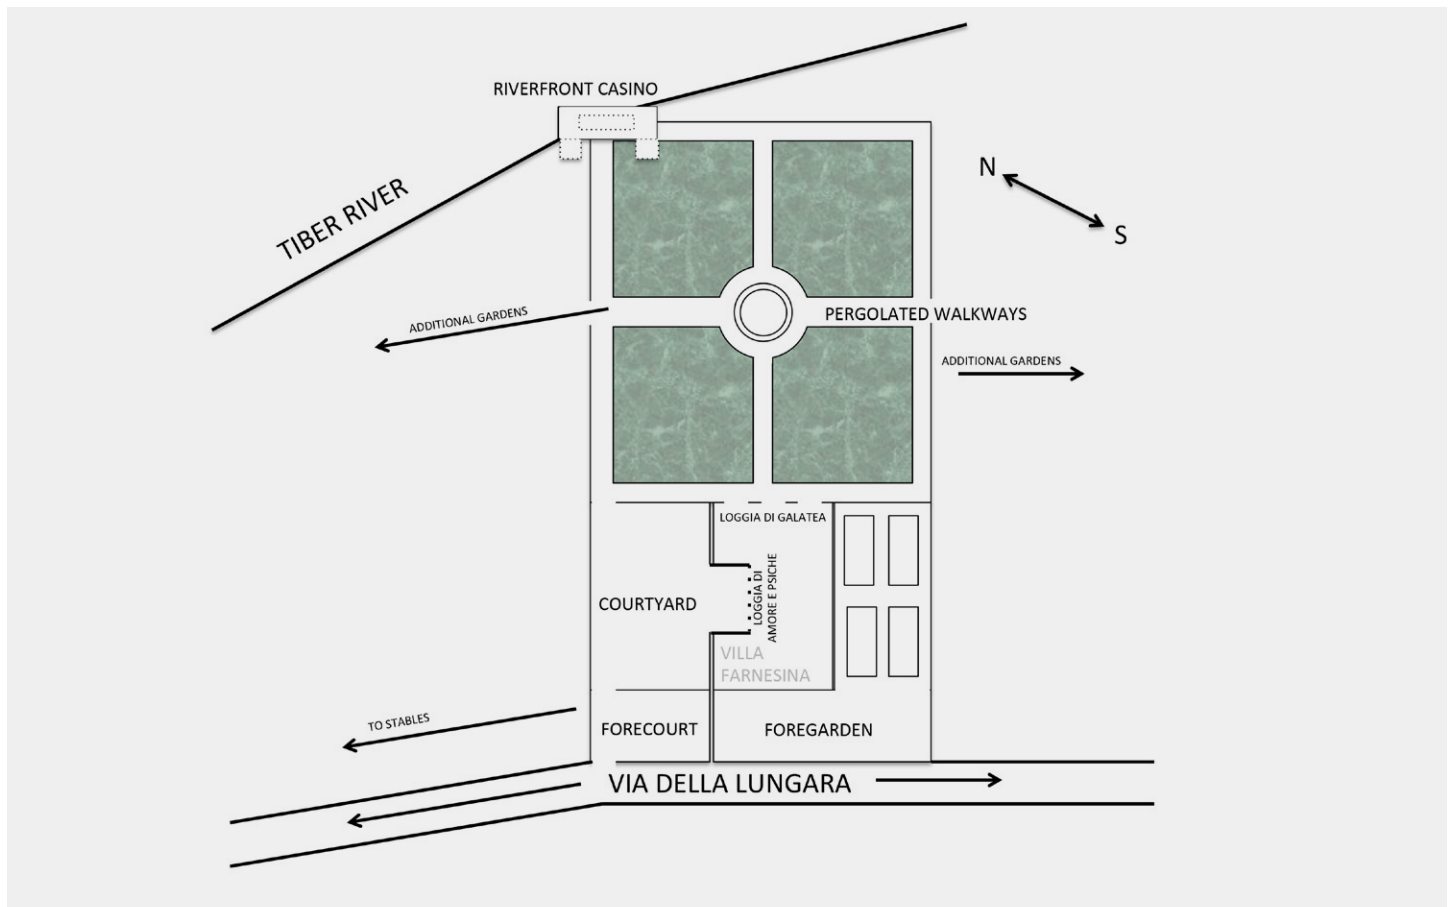 RIVERFRONT CASINO
N
S
TIBER RIVER
ADDITIONAL GARDENS
PERGOLATED WALKWAYS
ADDITIONAL GARDENS
LOGGIA DI GALATEA
LOGGIA DI
AMORE E PSICHE
COURTYARD
VILLA
FARNESINA
TO STABLES
FORECOURT
FOREGARDEN
VIA DELLA LUNGARA